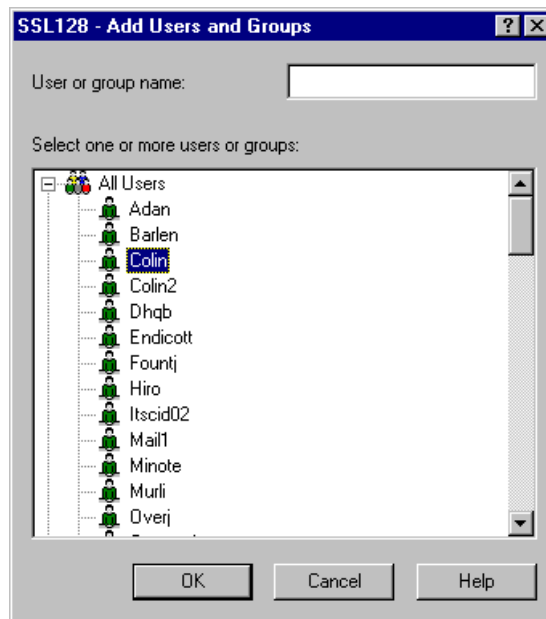 SSL128 - Add Users and Groups
User or group name:
Select one or more users or groups:
All Users
Adan
Barlen
Colin
Colin2
Dhqb
Endicott
Fountj
Hiro
Itscid02
Mail1
Minote
Murli
Overj
OK Cancel Help